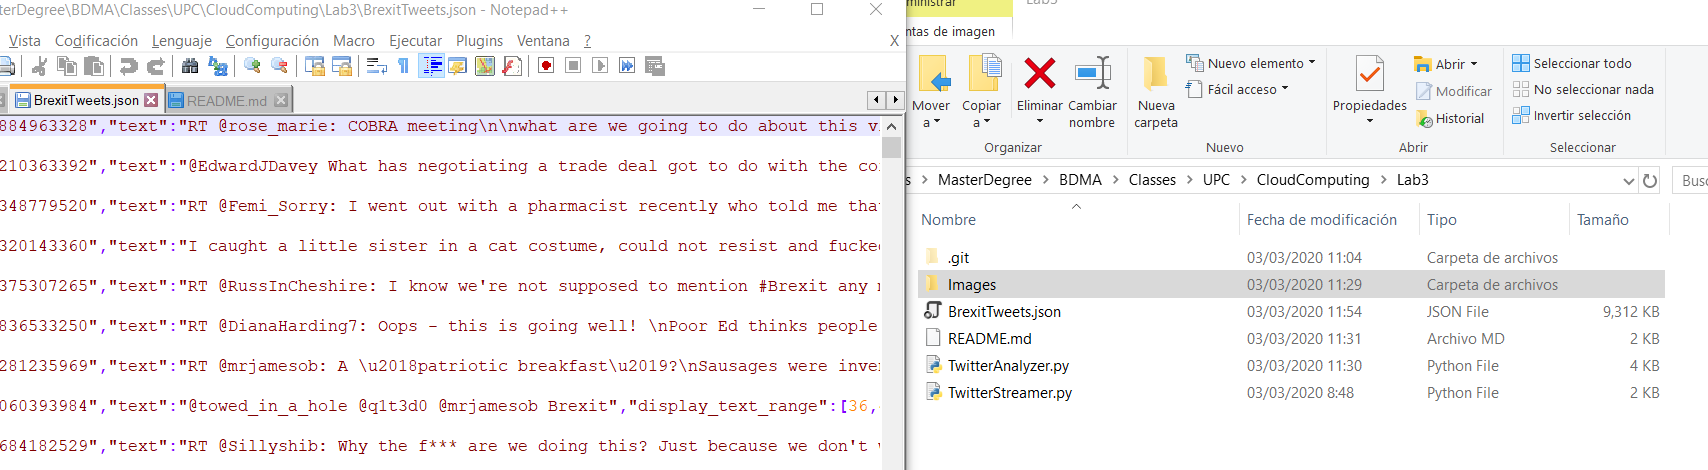 sterDegree\BDMA\Classes\UPC\CloudComputing\Lab3\BrexitTweets.json - Notepad++
Vista Codificación Lenguaje Configuración Macro Ejecutar Plugins Ventana ? X
BrexitTweets.json README.md
884963328","text":"RT @rose_marie: COBRA meeting\n\nwhat are we going to do about this v
210363392","text":"@EdwardJDavey What has negotiating a trade deal got to do with the co
348779520","text":"RT @Femi_Sorry: I went out with a pharmacist recently who told me tha
320143360","text":"I caught a little sister in a cat costume, could not resist and fucke
375307265","text":"RT @RussInCheshire: I know we're not supposed to mention #Brexit any
836533250","text":"RT @DianaHarding7: Oops - this is going well! \nPoor Ed thinks people
281235969","text":"RT @mrjamesob: A \u2018patriotic breakfast\u2019?\nSausages were inve
060393984","text":"@towed_in_a_hole @q1t3d0 @mrjamesob Brexit","display_text_range":[36,
684182529","text":"RT @Sillyshib: Why the f*** are we doing this? Just because we don't
ministrar Lab3
ntas de imagen
Mover a
Copiar a
Eliminar
Cambiar nombre
Organizar
Nueva carpeta
Nuevo elemento
Fácil acceso
Nuevo
Propiedades
Abrir
Modificar
Historial
Abrir
Seleccionar todo
No seleccionar nada
Invertir selección
Seleccionar
s > MasterDegree > BDMA > Classes > UPC > CloudComputing > Lab3
Busc
Nombre Fecha de modificación Tipo Tamaño
.git 03/03/2020 11:04 Carpeta de archivos
Images 03/03/2020 11:29 Carpeta de archivos
BrexitTweets.json 03/03/2020 11:54 JSON File 9,312 KB
README.md 03/03/2020 11:31 Archivo MD 2 KB
TwitterAnalyzer.py 03/03/2020 11:30 Python File 4 KB
TwitterStreamer.py 03/03/2020 8:48 Python File 2 KB